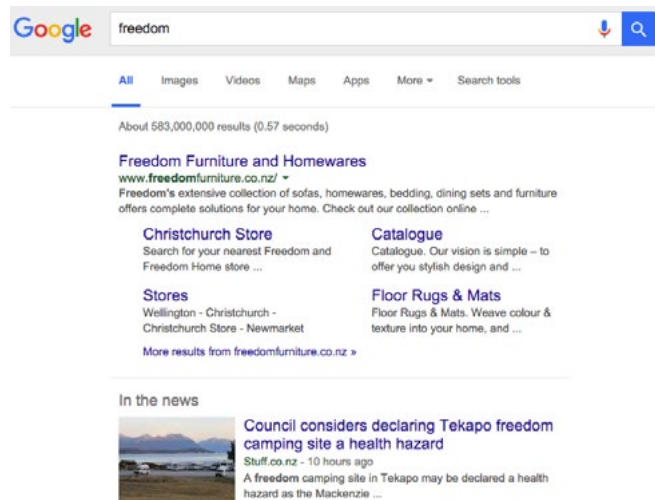 Google
freedom
All Images Videos Maps Apps More Search tools
About 583,000,000 results (0.57 seconds)
Freedom Furniture and Homewares
www.freedomfurniture.co.nz/
Freedom's extensive collection of sofas, homewares, bedding, dining sets and furniture
offers complete solutions for your home. Check out our collection online ...
Christchurch Store
Search for your nearest Freedom and
Freedom Home store ...
Catalogue
Catalogue. Our vision is simple – to
offer you stylish design and ...
Stores
Wellington - Christchurch -
Christchurch Store - Newmarket
Floor Rugs & Mats
Floor Rugs & Mats. Weave colour &
texture into your home, and ...
More results from freedomfurniture.co.nz »
In the news
Council considers declaring Tekapo freedom
camping site a health hazard
Stuff.co.nz - 10 hours ago
A freedom camping site in Tekapo may be declared a health
hazard as the Mackenzie ...